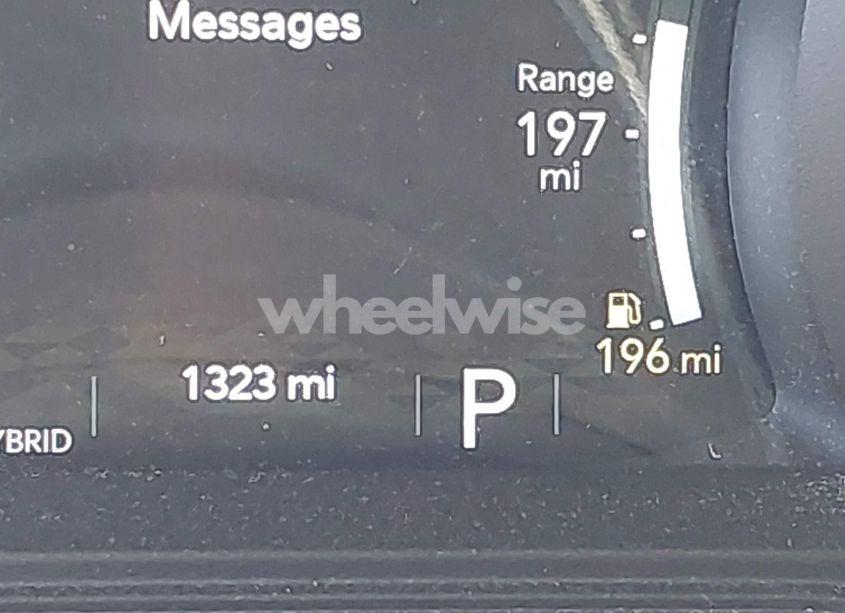 Messages
Range
197
mi
wheelwise
196 mi
1323 mi
P
YBRID